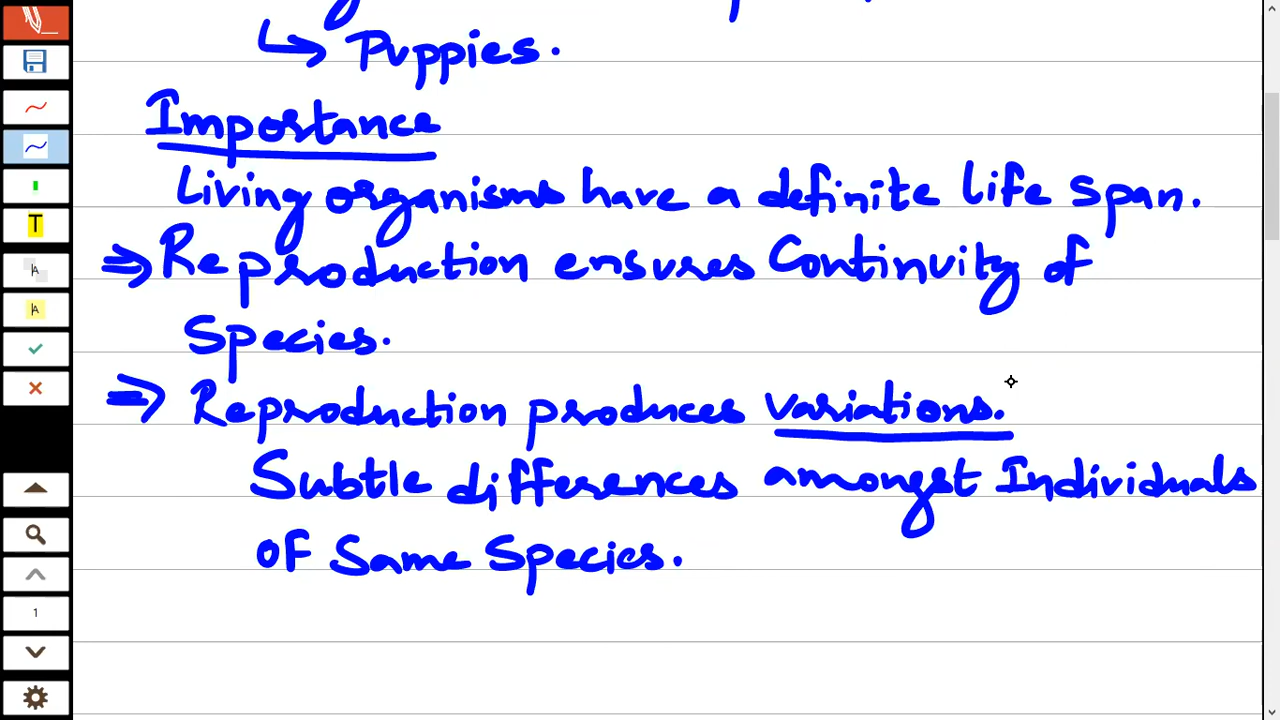 ↳ Puppies.
Importance
Living organisms have a definite life span.
⇒ Reproduction ensures Continuity of
Species.
⇒ Reproduction produces variations.
Subtle differences amongst Individuals
of Same Species.
T
A
A
1